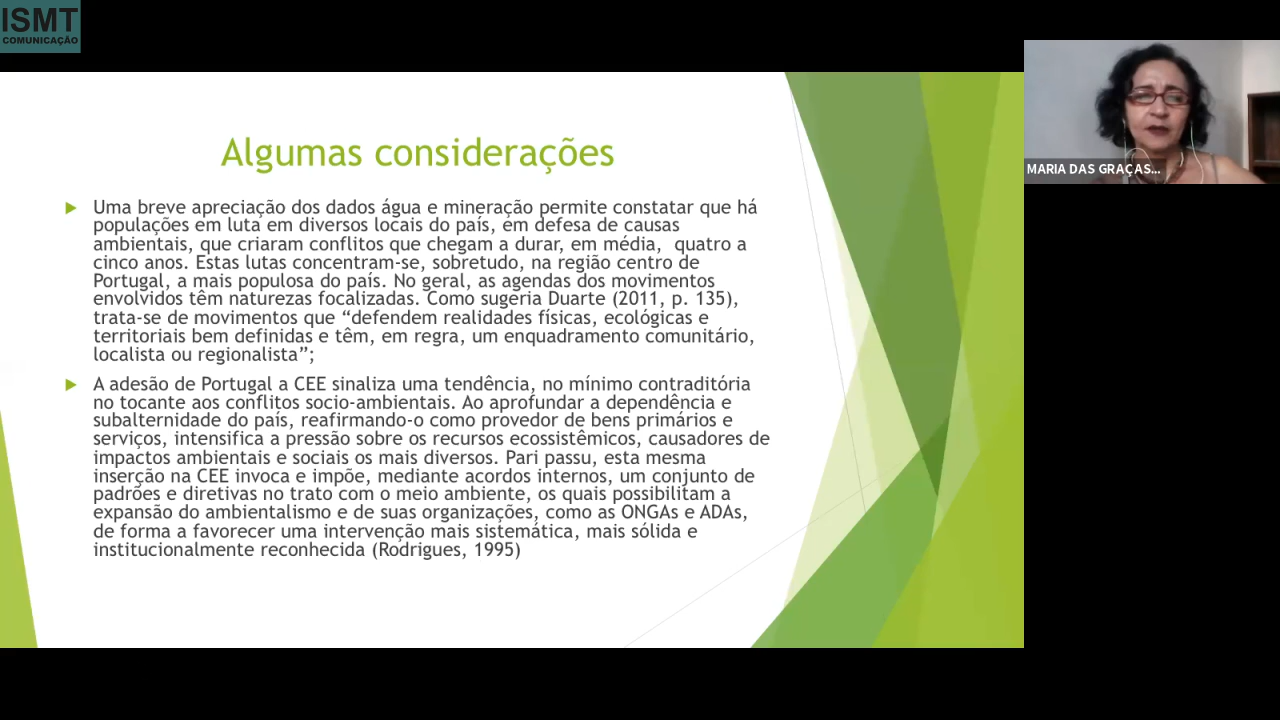 ISMT
COMUNICAÇÃO
MARIA DAS GRAÇAS...
Algumas considerações
Uma breve apreciação dos dados água e mineração permite constatar que há
populações em luta em diversos locais do país, em defesa de causas
ambientais, que criaram conflitos que chegam a durar, em média, quatro a
cinco anos. Estas lutas concentram-se, sobretudo, na região centro de
Portugal, a mais populosa do país. No geral, as agendas dos movimentos
envolvidos têm naturezas focalizadas. Como sugeria Duarte (2011, p. 135),
trata-se de movimentos que “defendem realidades físicas, ecológicas e
territoriais bem definidas e têm, em regra, um enquadramento comunitário,
localista ou regionalista”;
A adesão de Portugal a CEE sinaliza uma tendência, no mínimo contraditória
no tocante aos conflitos socio-ambientais. Ao aprofundar a dependência e
subalternidade do país, reafirmando-o como provedor de bens primários e
serviços, intensifica a pressão sobre os recursos ecossistêmicos, causadores de
impactos ambientais e sociais os mais diversos. Pari passu, esta mesma
inserção na CEE invoca e impõe, mediante acordos internos, um conjunto de
padrões e diretivas no trato com o meio ambiente, os quais possibilitam a
expansão do ambientalismo e de suas organizações, como as ONGAs e ADAs,
de forma a favorecer uma intervenção mais sistemática, mais sólida e
institucionalmente reconhecida (Rodrigues, 1995)